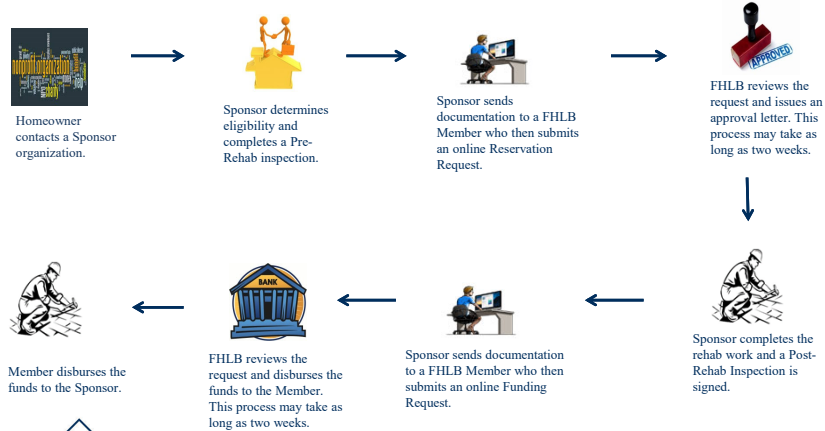 nonprofit organization
charity
Homeowner
contacts a Sponsor
organization.
Sponsor determines
eligibility and
completes a Pre-
Rehab inspection.
Sponsor sends
documentation to a FHLB
Member who then submits
an online Reservation
Request.
APPROVED
FHLB reviews the
request and issues an
approval letter. This
process may take as
long as two weeks.
Member disburses the
funds to the Sponsor.
BANK
FHLB reviews the
request and disburses the
funds to the Member.
This process may take as
long as two weeks.
Sponsor sends documentation
to a FHLB Member who then
submits an online Funding
Request.
Sponsor completes the
rehab work and a Post-
Rehab Inspection is
signed.